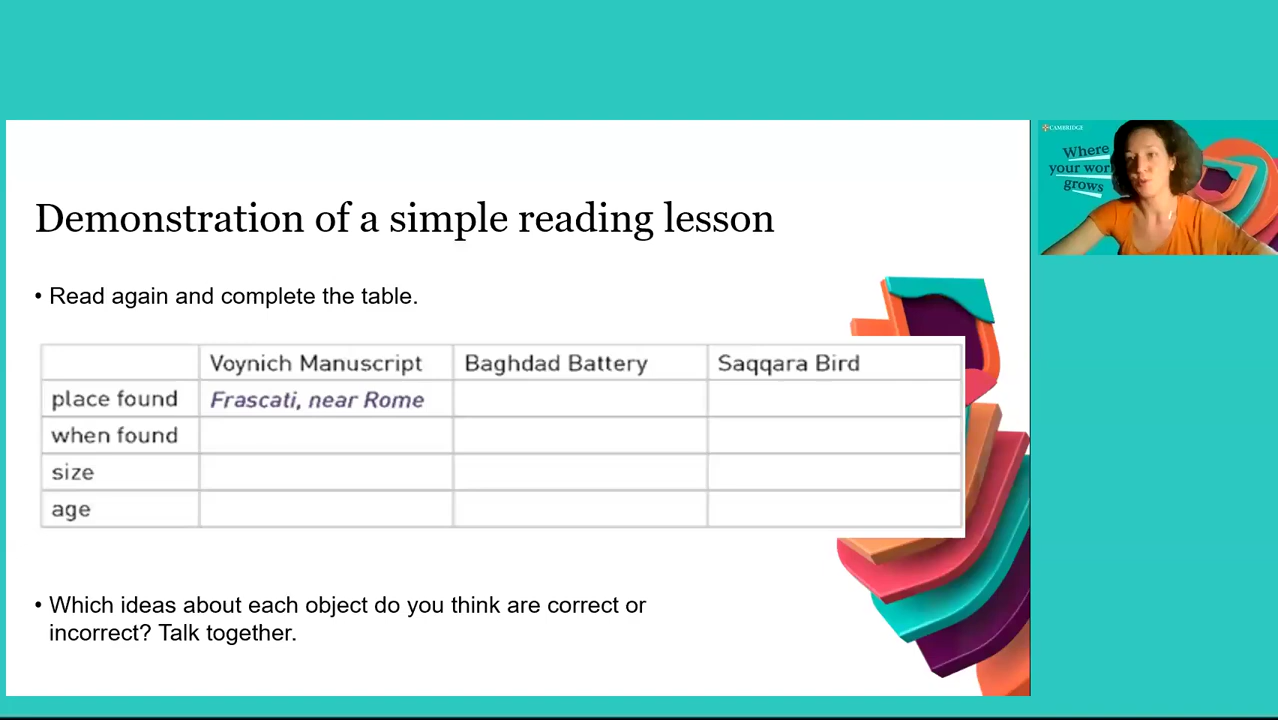 Demonstration of a simple reading lesson
• Read again and complete the table.
Voynich Manuscript Baghdad Battery Saqqara Bird
place found Frascati, near Rome
when found
size
age
• Which ideas about each object do you think are correct or
incorrect? Talk together.
CAMBRIDGE
Where
your
grows